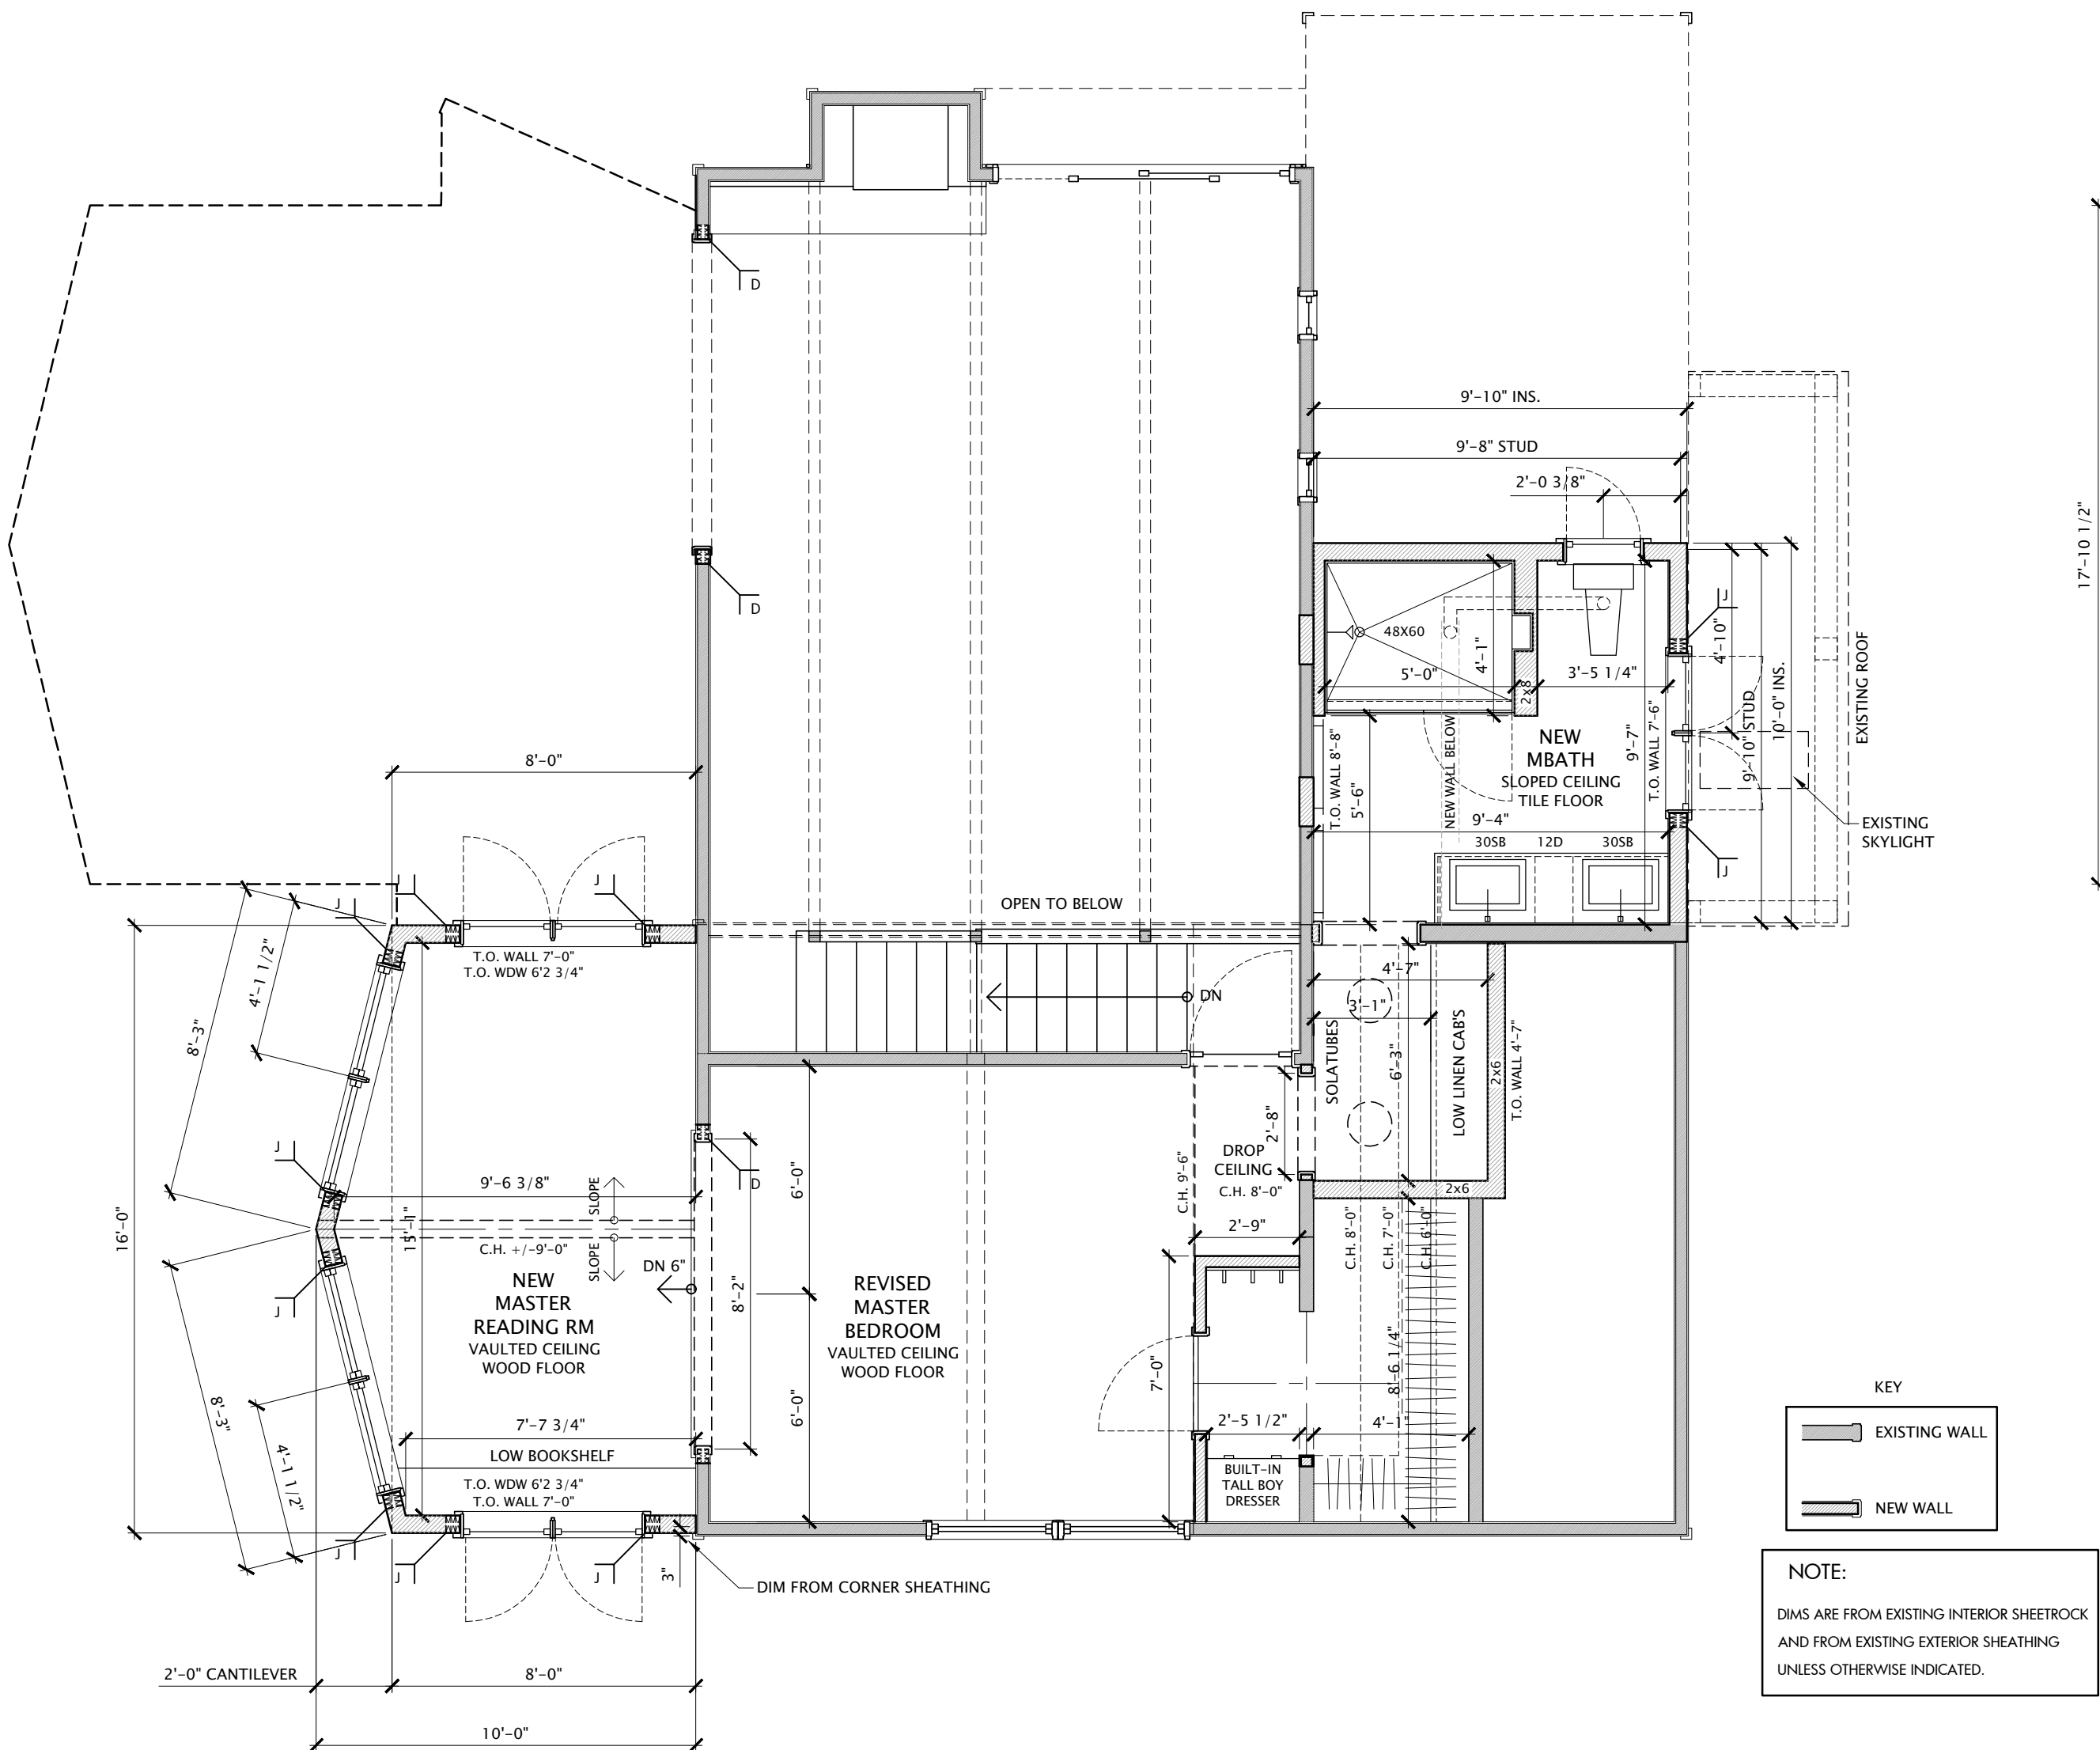 D
D
9'-10" INS.
9'-8" STUD
2'-0 3/8"
17'-10 1/2"
48X60
4'-1"
5'-0"
2x8
3'-5 1/4"
J
4'-10"
9'-10" STUD
10'-0" INS.
EXISTING ROOF
NEW
MBATH
SLOPED CEILING
TILE FLOOR
9'-7"
T.O. WALL 7'-6"
T.O. WALL 8'-8"
5'-6"
NEW WALL BELOW
9'-4"
30SB
12D
30SB
J
EXISTING
SKYLIGHT
8'-0"
J
J
J
OPEN TO BELOW
T.O. WALL 7'-0"
T.O. WDW 6'2 3/4"
4'-1 1/2"
8'-3"
16'-0"
15'-1"
DN
4'-7"
3'-1"
SOLATUBES
6'-3"
LOW LINEN CAB'S
2x6
T.O. WALL 4'-7"
2x6
2'-8"
DROP
CEILING
C.H. 8'-0"
C.H. 9'-6"
2'-9"
J
D
9'-6 3/8"
SLOPE
SLOPE
C.H. +/-9'-0"
DN 6"
8'-2"
6'-0"
6'-0"
J
NEW
MASTER
READING RM
VAULTED CEILING
WOOD FLOOR
REVISED
MASTER
BEDROOM
VAULTED CEILING
WOOD FLOOR
7'-0"
C.H. 8'-0"
C.H. 7'-0"
C.H. 6'-0"
8'-6 1/4"
2'-5 1/2"
4'-1"
BUILT-IN
TALL BOY
DRESSER
8'-3"
4'-1 1/2"
7'-7 3/4"
LOW BOOKSHELF
T.O. WDW 6'2 3/4"
T.O. WALL 7'-0"
J
J
J
3"
DIM FROM CORNER SHEATHING
2'-0" CANTILEVER
8'-0"
10'-0"
KEY
EXISTING WALL
NEW WALL
NOTE:
DIMS ARE FROM EXISTING INTERIOR SHEETROCK
AND FROM EXISTING EXTERIOR SHEATHING
UNLESS OTHERWISE INDICATED.